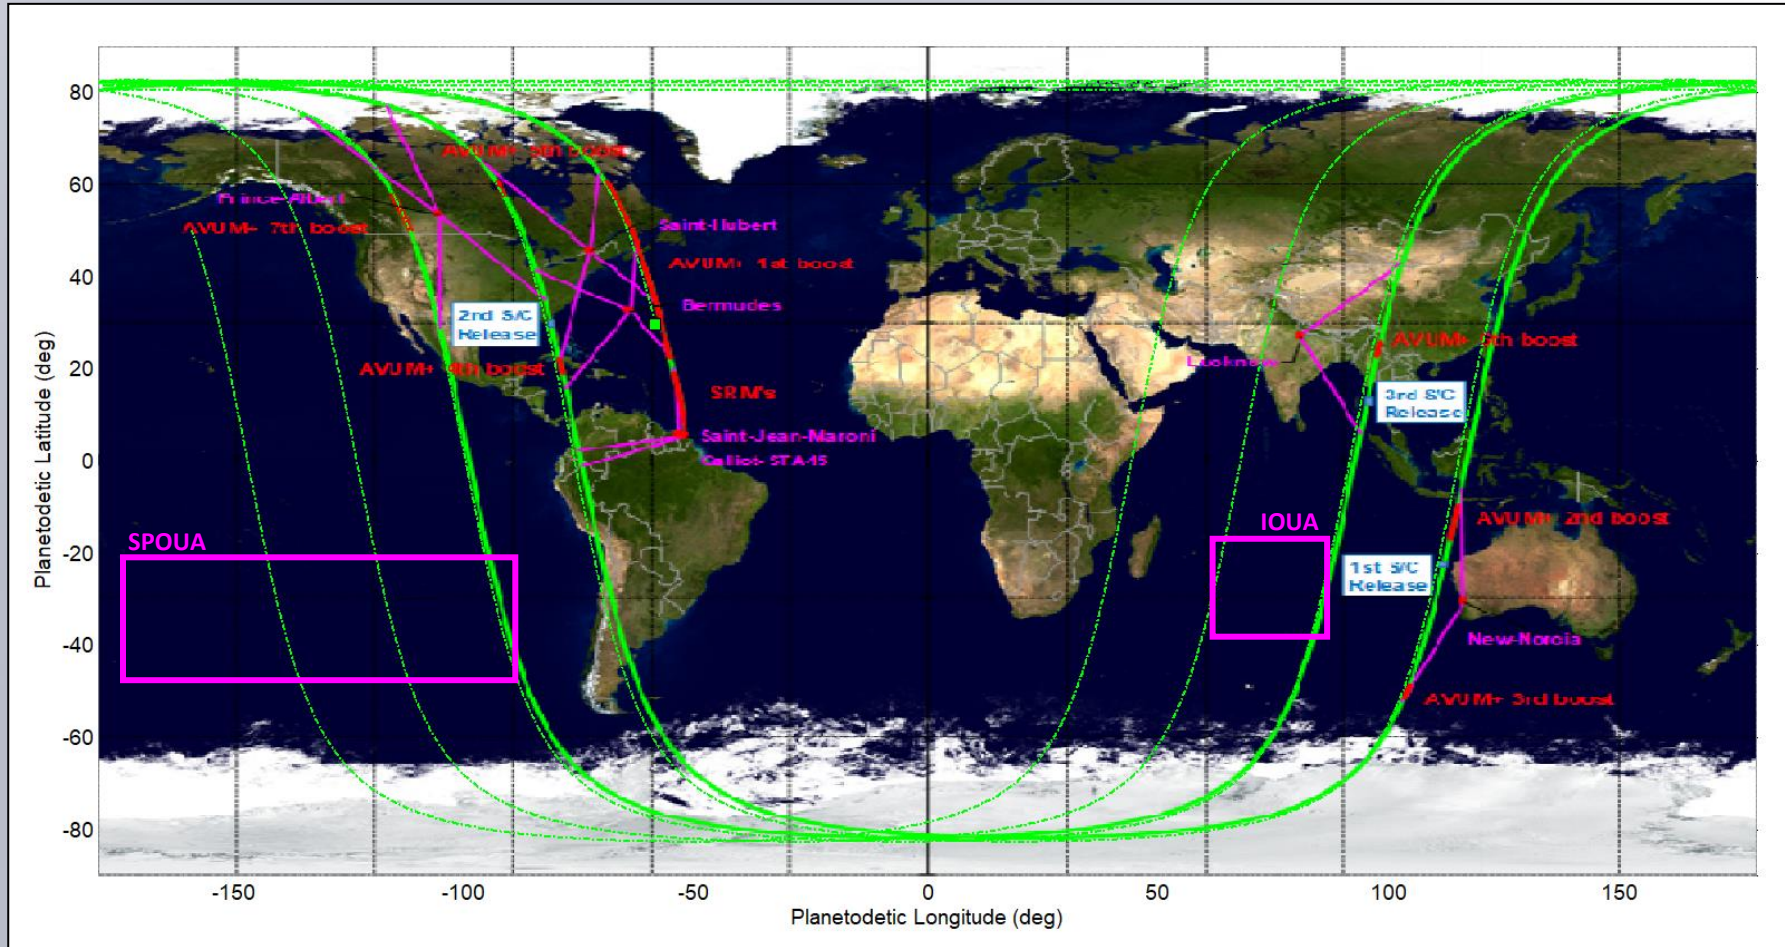 80
60
40
20
0
-20
-40
-60
-80
Planetodetic Latitude (deg)
AVUM+ 6th boost
Prince-Albert
AVUM+ 7th boost
Saint-Hubert
AVUM+ 1st boost
Bermudes
2nd S/C
Release
AVUM+ 4th boost
SRM's
Saint-Jean-Maroni
Galliot-STA45
Lucknow
AVUM+ 5th boost
3rd S/C
Release
SPOUA
IOUA
AVUM+ 2nd boost
1st S/C
Release
New-Norcia
AVUM+ 3rd boost
-150
-100
-50
0
50
100
150
Planetodetic Longitude (deg)